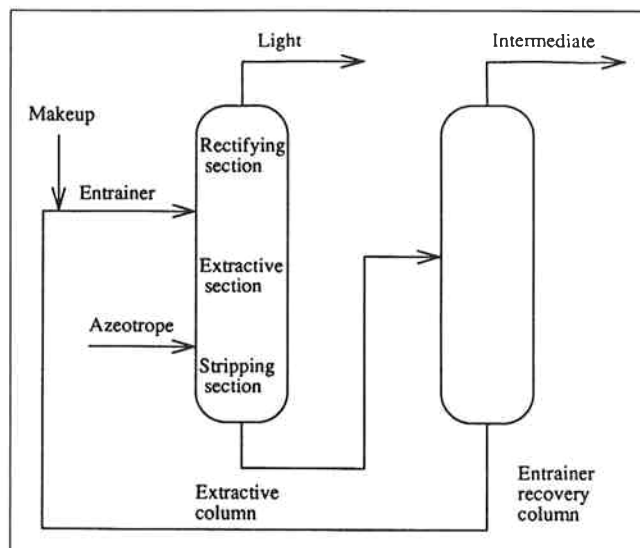 Light
Intermediate
Makeup
Rectifying
section
Entrainer
Extractive
section
Azeotrope
Stripping
section
Extractive
column
Entrainer
recovery
column